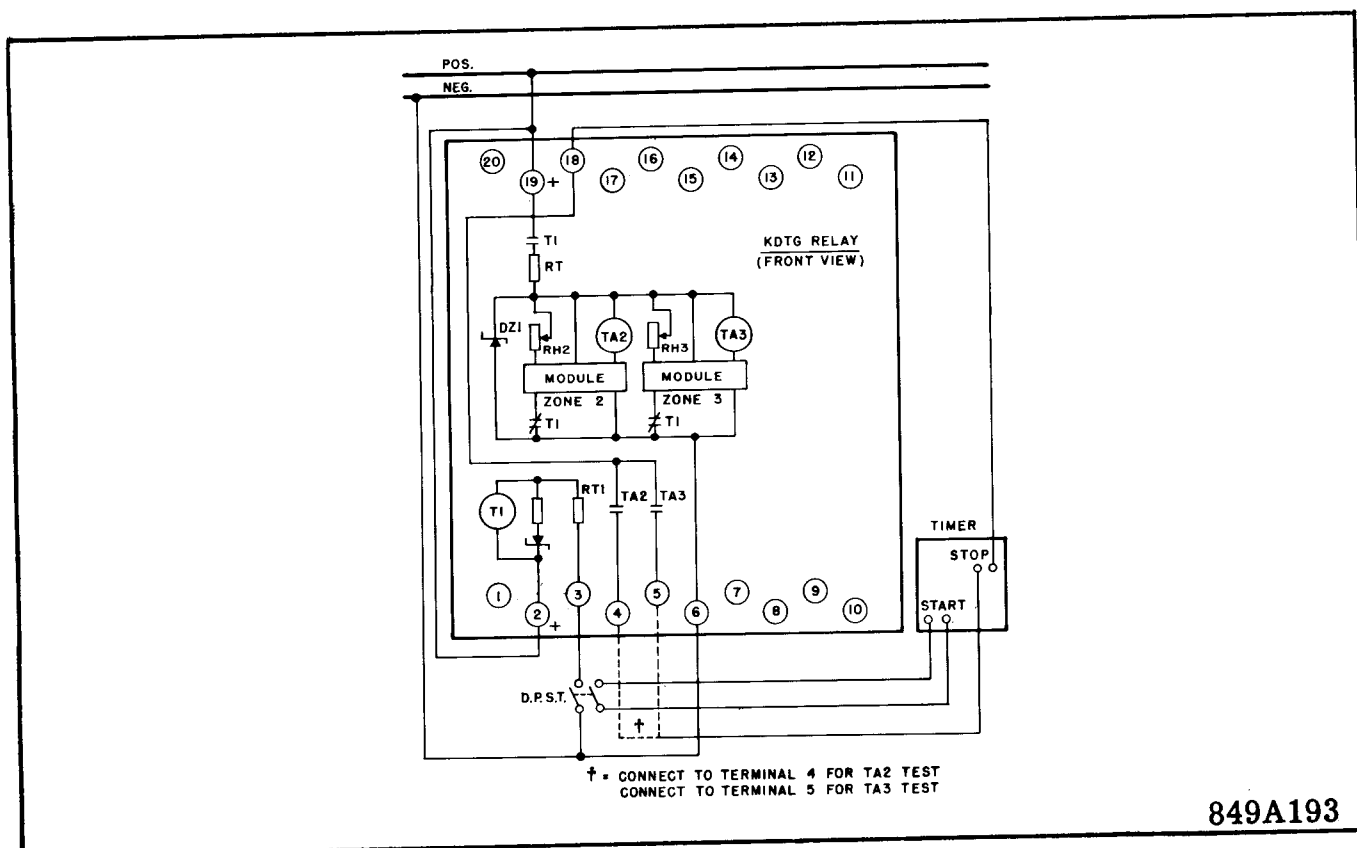 POS.
NEG.
20
19 +
18
17
16
15
14
13
12
11
T1
RT
KDTG RELAY
(FRONT VIEW)
DZ1
RH2
TA2
RH3
TA3
MODULE
MODULE
ZONE 2
ZONE 3
T1
T1
T1
RT1
TA2
TA3
TIMER
STOP
START
1
2 +
3
4
5
6
7
8
9
10
D.P.S.T.
†
† = CONNECT TO TERMINAL 4 FOR TA2 TEST
CONNECT TO TERMINAL 5 FOR TA3 TEST
849A193